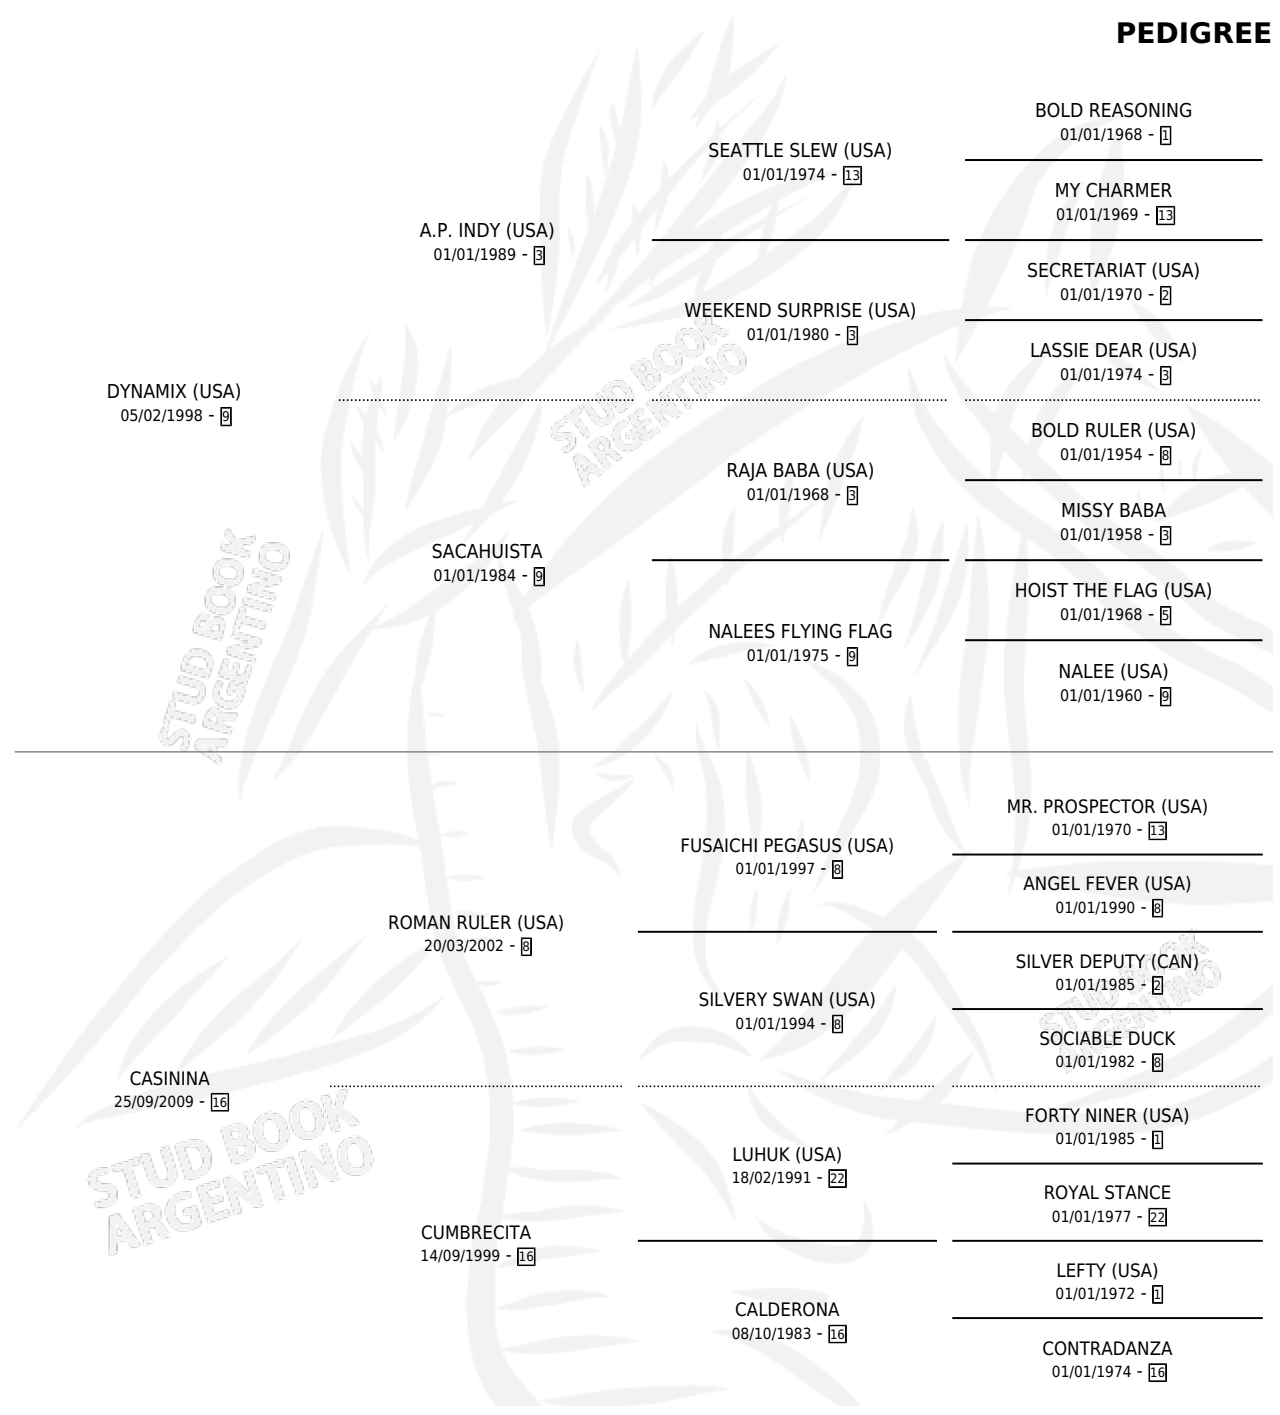 PEDIGREE
BOLD REASONING
01/01/1968 - 1
SEATTLE SLEW (USA)
01/01/1974 - 13
MY CHARMER
01/01/1969 - 13
A.P. INDY (USA)
01/01/1989 - 3
SECRETARIAT (USA)
01/01/1970 - 2
WEEKEND SURPRISE (USA)
01/01/1980 - 3
LASSIE DEAR (USA)
01/01/1974 - 3
DYNAMIX (USA)
05/02/1998 - 9
BOLD RULER (USA)
01/01/1954 - 8
RAJA BABA (USA)
01/01/1968 - 3
MISSY BABA
01/01/1958 - 3
SACAHUISTA
01/01/1984 - 9
HOIST THE FLAG (USA)
01/01/1968 - 5
NALEES FLYING FLAG
01/01/1975 - 9
NALEE (USA)
01/01/1960 - 9
MR. PROSPECTOR (USA)
01/01/1970 - 13
FUSAICHI PEGASUS (USA)
01/01/1997 - 8
ANGEL FEVER (USA)
01/01/1990 - 8
ROMAN RULER (USA)
20/03/2002 - 8
SILVER DEPUTY (CAN)
01/01/1985 - 2
SILVERY SWAN (USA)
01/01/1994 - 8
SOCIABLE DUCK
01/01/1982 - 8
CASININA
25/09/2009 - 16
FORTY NINER (USA)
01/01/1985 - 1
LUHUK (USA)
18/02/1991 - 22
ROYAL STANCE
01/01/1977 - 22
CUMBRECITA
14/09/1999 - 16
LEFTY (USA)
01/01/1972 - 1
CALDERONA
08/10/1983 - 16
CONTRADANZA
01/01/1974 - 16
STUD BOOK
ARGENTINO
STUD BOOK
ARGENTINO
STUD BOOK
ARGENTINO
STUD BOOK
ARGENTINO